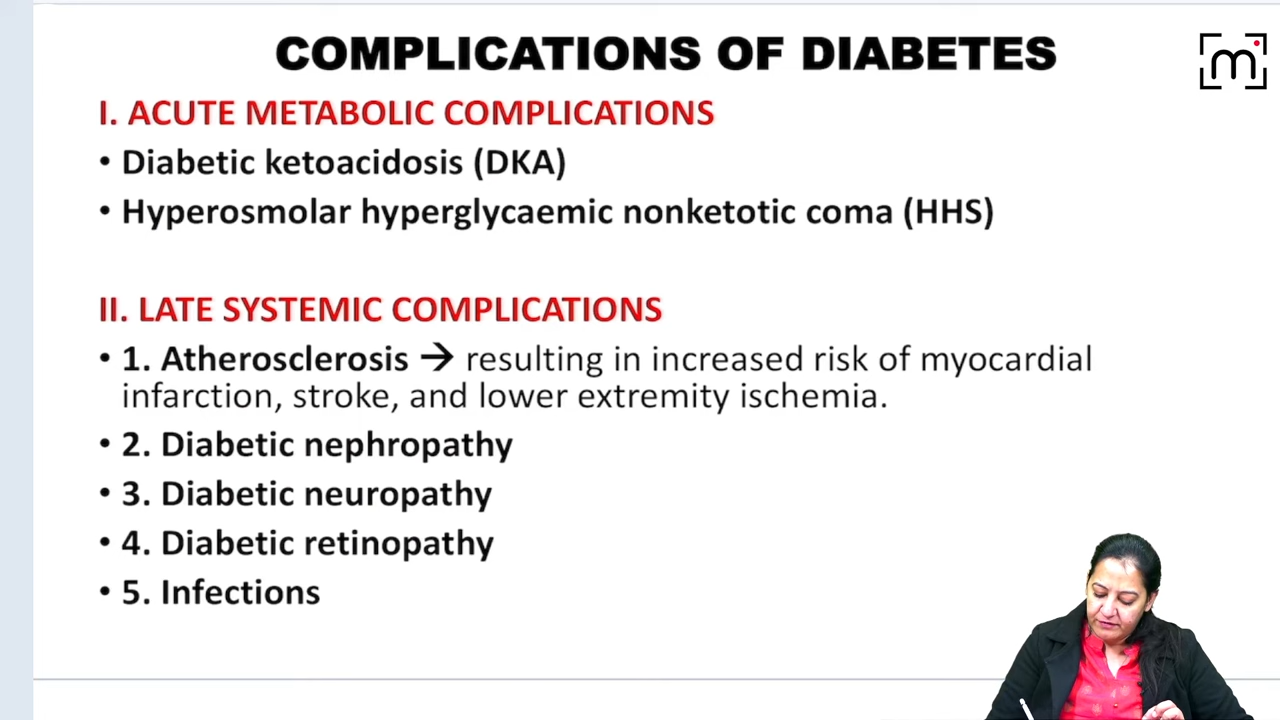 COMPLICATIONS OF DIABETES
m
I. ACUTE METABOLIC COMPLICATIONS
• Diabetic ketoacidosis (DKA)
• Hyperosmolar hyperglycaemic nonketotic coma (HHS)
II. LATE SYSTEMIC COMPLICATIONS
• 1. Atherosclerosis → resulting in increased risk of myocardial
infarction, stroke, and lower extremity ischemia.
• 2. Diabetic nephropathy
• 3. Diabetic neuropathy
• 4. Diabetic retinopathy
• 5. Infections